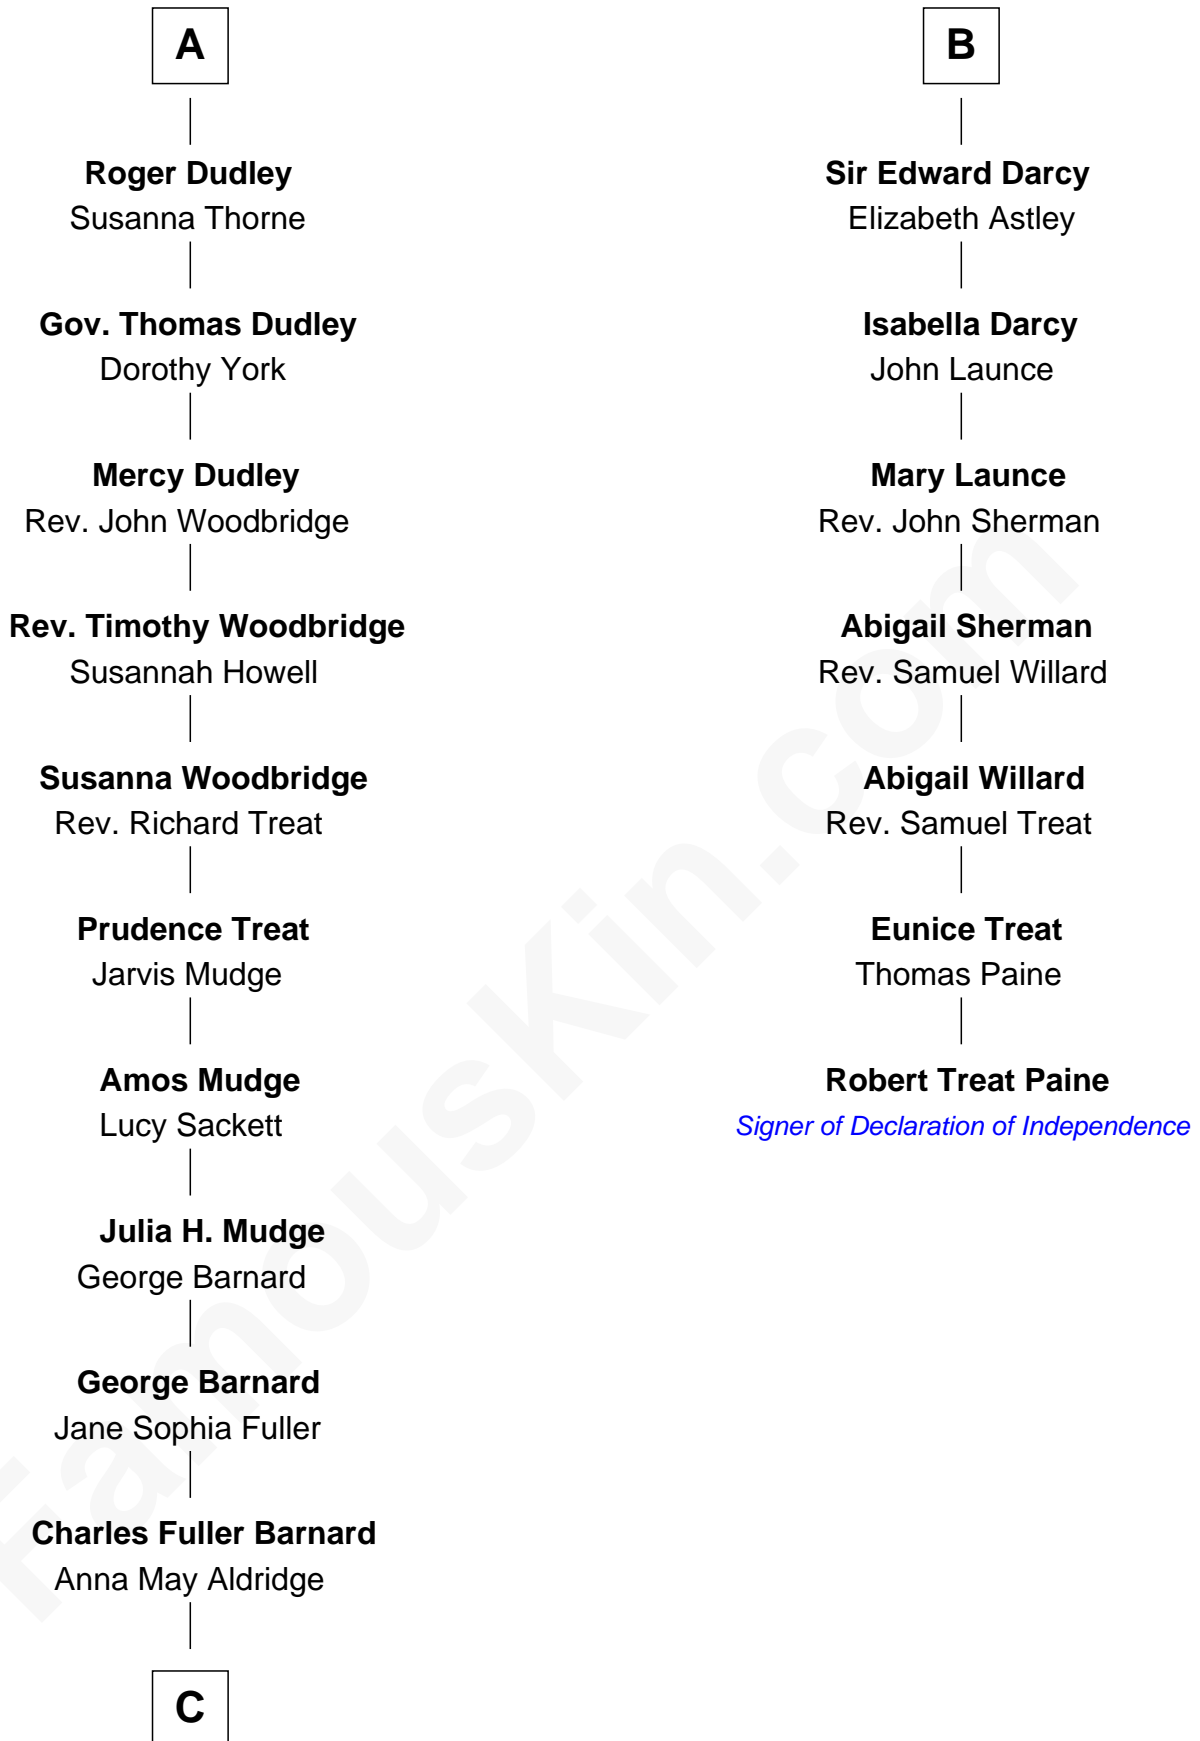 A
Roger Dudley
Susanna Thorne
Gov. Thomas Dudley
Dorothy York
Mercy Dudley
Rev. John Woodbridge
Rev. Timothy Woodbridge
Susannah Howell
Susanna Woodbridge
Rev. Richard Treat
Prudence Treat
Jarvis Mudge
Amos Mudge
Lucy Sackett
Julia H. Mudge
George Barnard
George Barnard
Jane Sophia Fuller
Charles Fuller Barnard
Anna May Aldridge
C
B
Sir Edward Darcy
Elizabeth Astley
Isabella Darcy
John Launce
Mary Launce
Rev. John Sherman
Abigail Sherman
Rev. Samuel Willard
Abigail Willard
Rev. Samuel Treat
Eunice Treat
Thomas Paine
Robert Treat Paine
Signer of Declaration of Independence
FamousKin.com